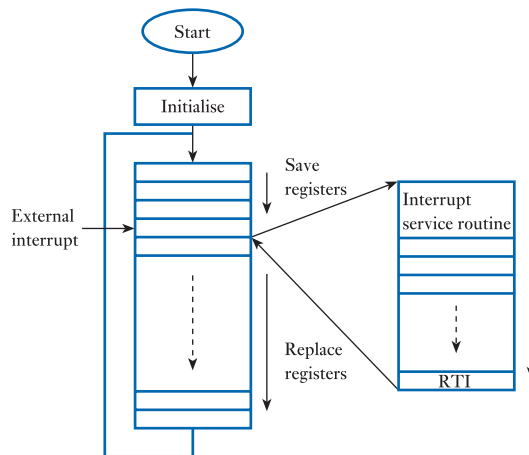 Start
Initialise
Save
registers
External
interrupt
Interrupt
service routine
Replace
registers
RTI